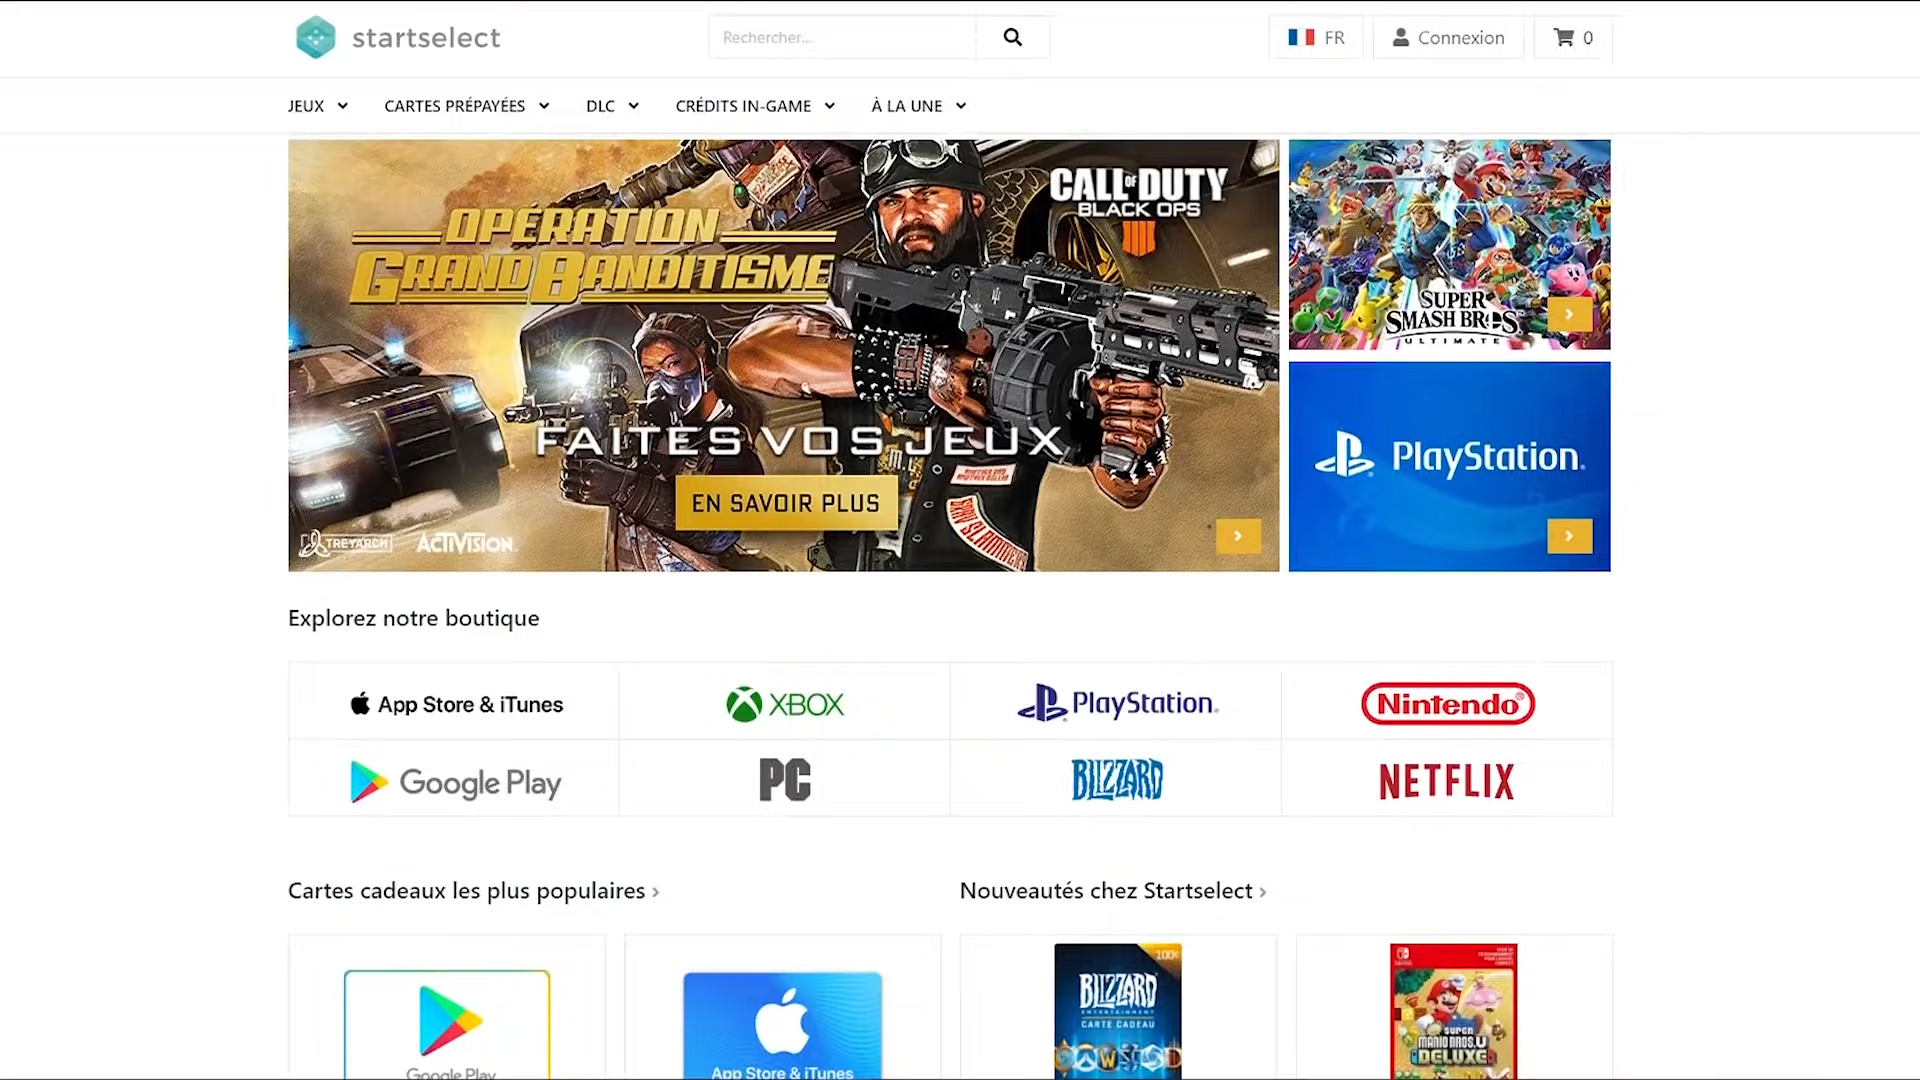 startselect
Rechercher...
FR
Connexion
0
JEUX
CARTES PRÉPAYÉES
DLC
CRÉDITS IN-GAME
À LA UNE
OPÉRATION
GRAND BANDITISME
CALL OF DUTY
BLACK OPS
IIII
FAITES VOS JEUX
EN SAVOIR PLUS
TREYARCH
ACTIVISION
SUPER
SMASH BROS.
ULTIMATE
PlayStation
Explorez notre boutique
App Store & iTunes
XBOX
PlayStation
Nintendo
Google Play
PC
BLIZZARD
NETFLIX
Cartes cadeaux les plus populaires
Nouveautés chez Startselect
Google Play
App Store & iTunes
100€
BLIZZARD
ENTERTAINMENT
CARTE CADEAU
SUPER
MARIO BROS.U
DELUXE